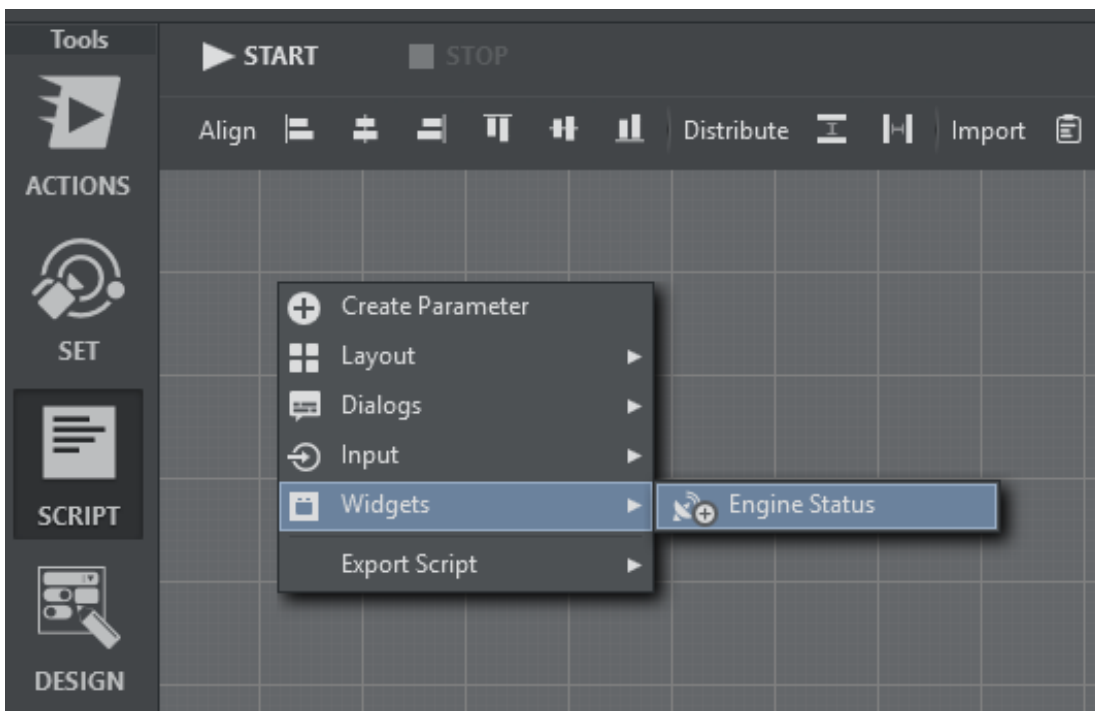 Tools
START
STOP
Align
Distribute
Import
ACTIONS
SET
SCRIPT
DESIGN
Create Parameter
Layout
Dialogs
Input
Widgets
Engine Status
Export Script